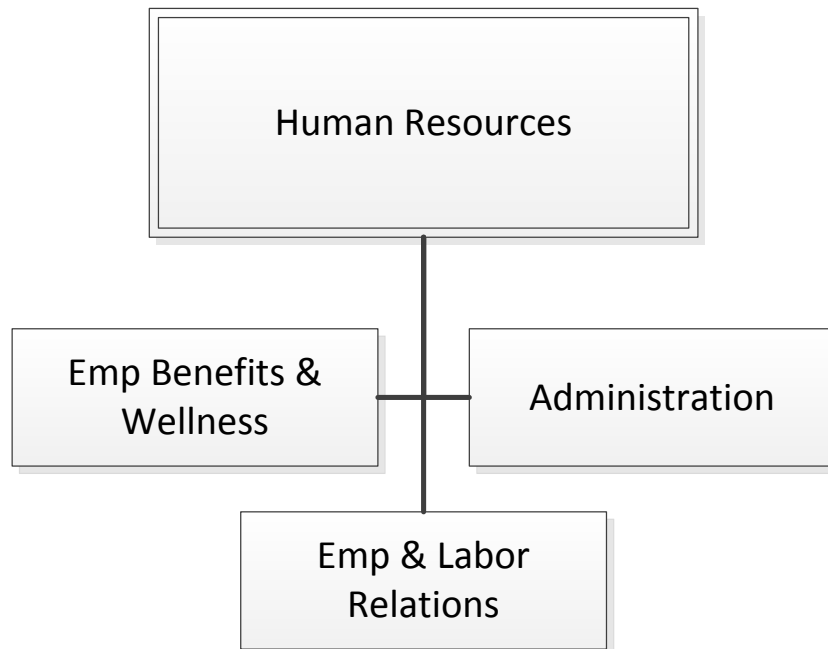 Human Resources
Emp Benefits &
Wellness
Administration
Emp & Labor
Relations